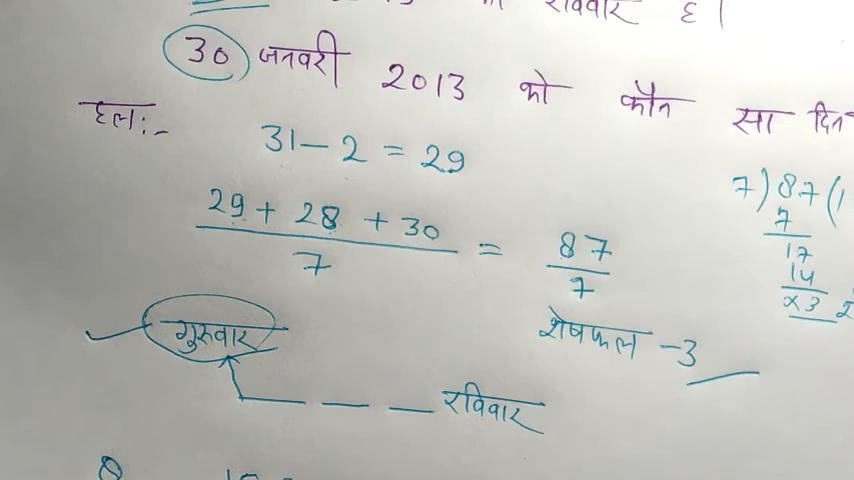 रविवार है।
30 जनवरी 2013 को कौन सा दिन
हल:-
31 - 2 = 29
29 + 28 + 30
7
= 87
7
7 ) 87 ( 1
7
17
14
×3
शेषफल - 3
गुरुवार
रविवार